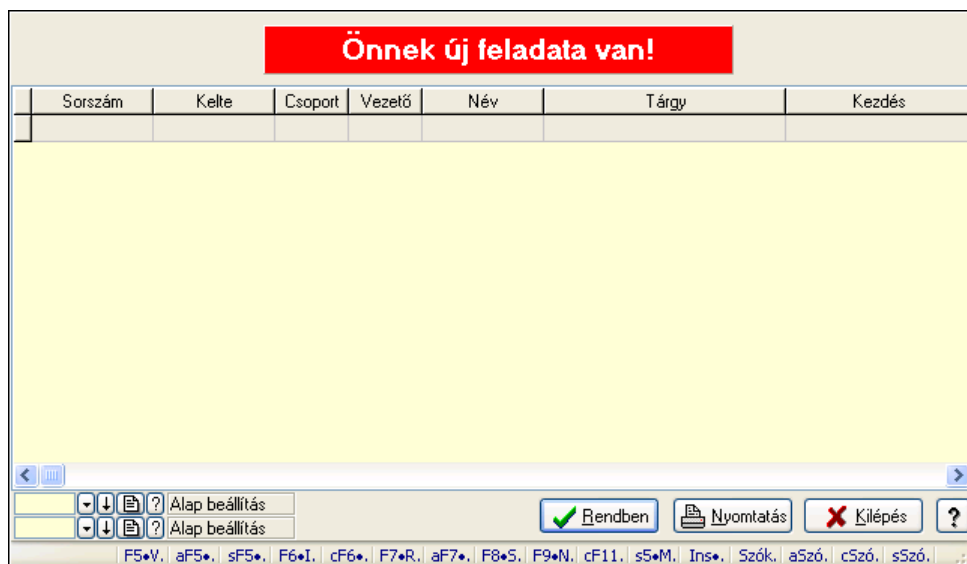 Önnek új feladata van!
Sorszám Kelte Csoport Vezető Név Tárgy Kezdés
? Alap beállítás
? Alap beállítás
Rendben Nyomtatás Kilépés ?
F5•V. aF5•. sF5•. F6•I. cF6•. F7•R. aF7•. F8•S. F9•N. cF11. s5•M. Ins•. Szók. aSzó. cSzó. sSzó.